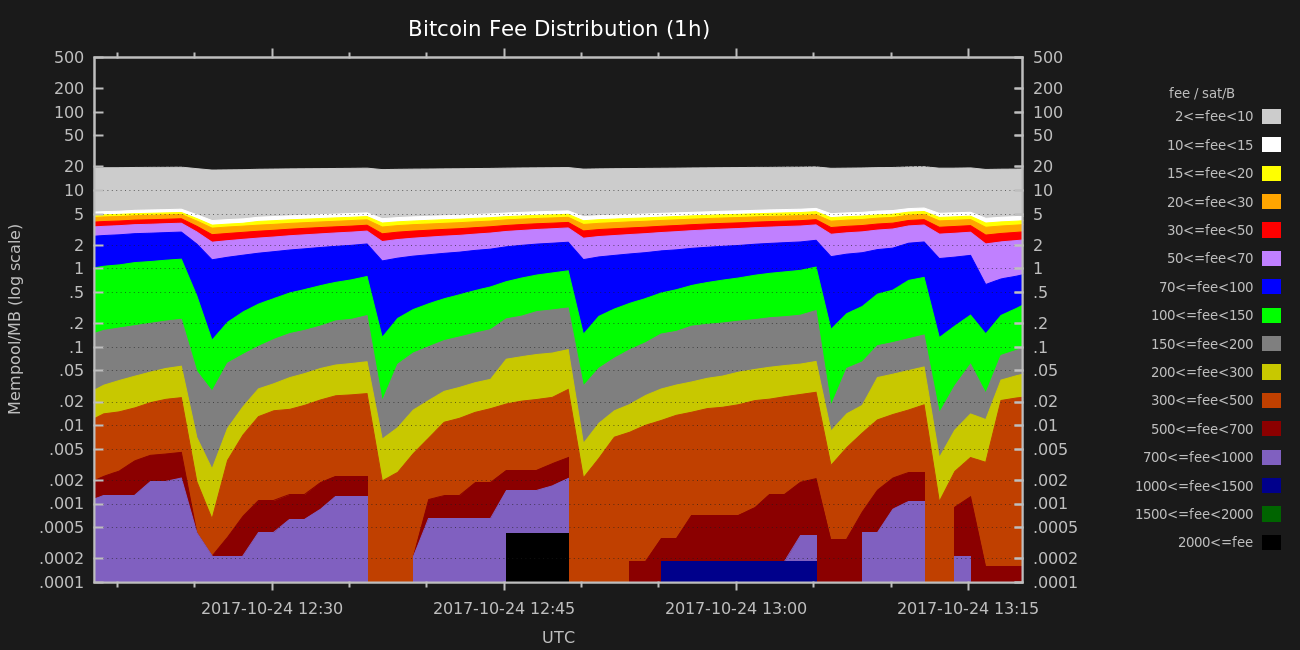 Bitcoin Fee Distribution (1h)
500
200
100
50
20
10
5
2
1
.5
.2
.1
.05
.02
.01
.005
.002
.001
.0005
.0002
.0001
Mempool/MB (log scale)
500
200
100
50
20
10
5
2
1
.5
.2
.1
.05
.02
.01
.005
.002
.001
.0005
.0002
.0001
2017-10-24 12:30
2017-10-24 12:45
2017-10-24 13:00
2017-10-24 13:15
UTC
fee / sat/B
2<=fee<10
10<=fee<15
15<=fee<20
20<=fee<30
30<=fee<50
50<=fee<70
70<=fee<100
100<=fee<150
150<=fee<200
200<=fee<300
300<=fee<500
500<=fee<700
700<=fee<1000
1000<=fee<1500
1500<=fee<2000
2000<=fee